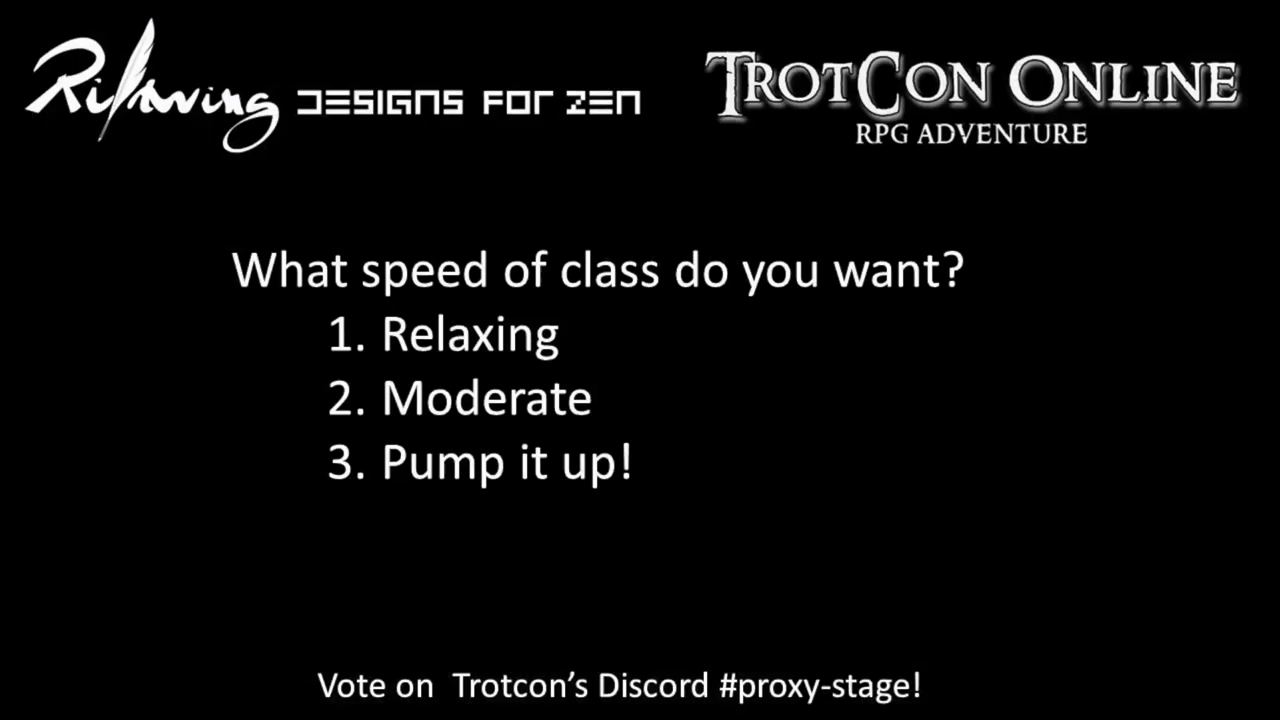 Rilawing DESIGNS FOR ZEN
TROTCON ONLINE
RPG ADVENTURE
What speed of class do you want?
1. Relaxing
2. Moderate
3. Pump it up!
Vote on Trotcon's Discord #proxy-stage!